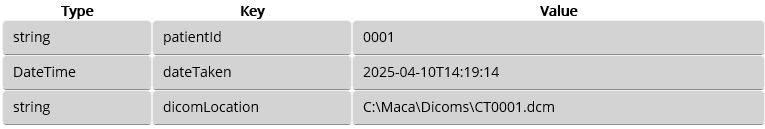 Type Key Value
string patientId 0001
DateTime dateTaken 2025-04-10T14:19:14
string dicomLocation C:\Maca\Dicoms\CT0001.dcm